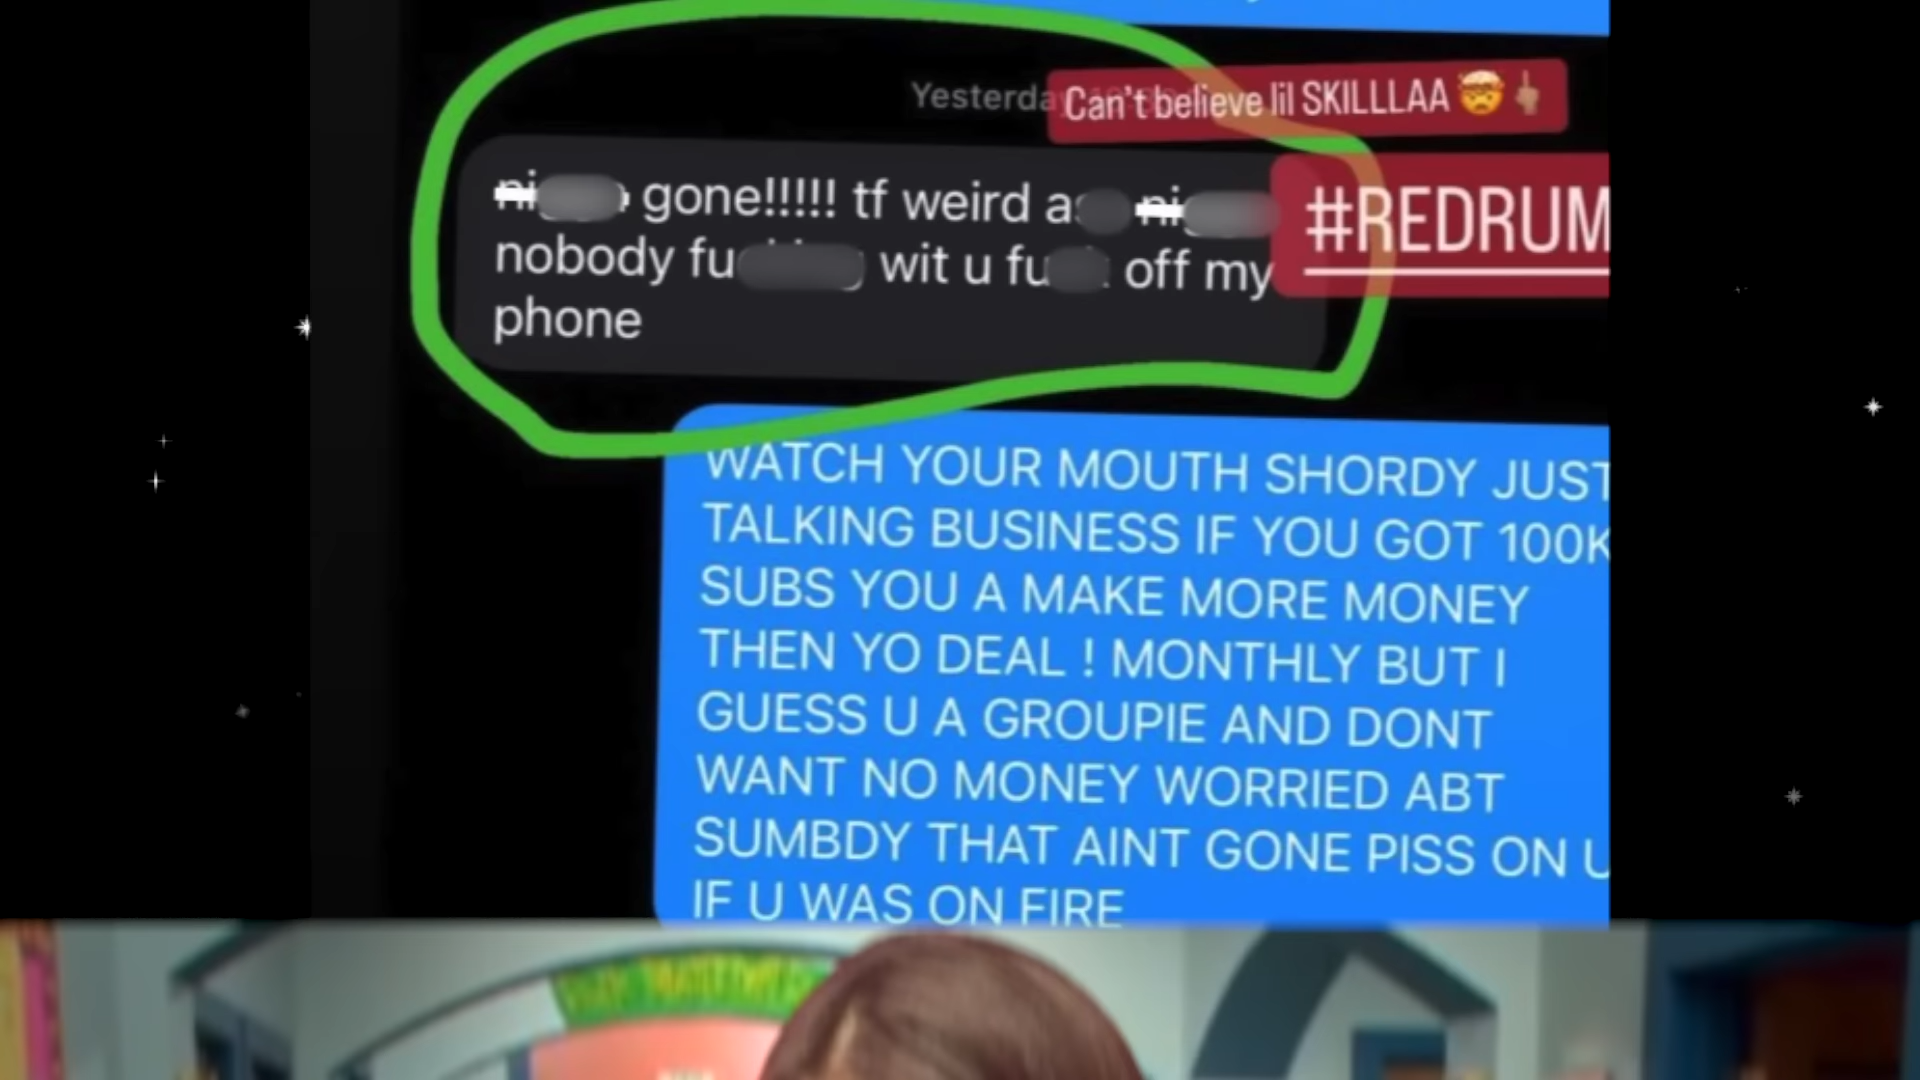 Yesterda
Can't believe lil SKILLLAA 🤯🖕🏽
gone!!!!! tf weird
#REDRUM
nobody wit u off my
phone
WATCH YOUR MOUTH SHORDY JUST
TALKING BUSINESS IF YOU GOT 100K
SUBS YOU A MAKE MORE MONEY
THEN YO DEAL ! MONTHLY BUT I
GUESS U A GROUPIE AND DONT
WANT NO MONEY WORRIED ABT
SUMBDY THAT AINT GONE PISS ON U
IF U WAS ON FIRE